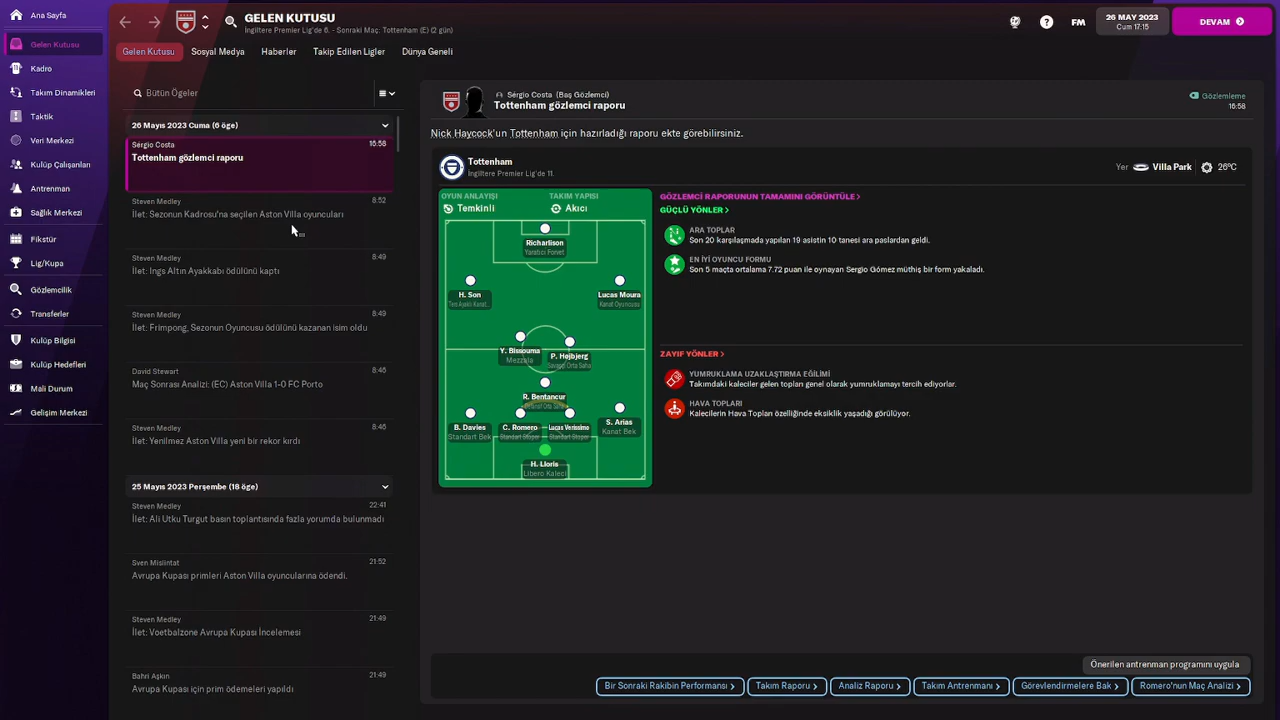 Ana Sayfa
GELEN KUTUSU
İngiltere Premier Lig'de 6. - Sonraki Maç: Tottenham (E) (2 gün)
FM
26 MAY 2023
Cum 17:15
DEVAM
Gelen Kutusu
Kadro
Takım Dinamikleri
Taktik
Veri Merkezi
Kulüp Çalışanları
Antrenman
Sağlık Merkezi
Fikstür
Lig/Kupa
Gözlemcilik
Transferler
Kulüp Bilgisi
Kulüp Hedefleri
Mali Durum
Gelişim Merkezi
Gelen Kutusu
Sosyal Medya
Haberler
Takip Edilen Ligler
Dünya Geneli
Bütün Ögeler
26 Mayıs 2023 Cuma (6 öge)
Sérgio Costa 16:58
Tottenham gözlemci raporu
Steven Medley 8:52
İlet: Sezonun Kadrosu'na seçilen Aston Villa oyuncuları
Steven Medley 8:49
İlet: Ings Altın Ayakkabı ödülünü kaptı
Steven Medley 8:49
İlet: Frimpong, Sezonun Oyuncusu ödülünü kazanan isim oldu
David Stewart 8:46
Maç Sonrası Analizi: (EC) Aston Villa 1-0 FC Porto
Steven Medley 8:46
İlet: Yenilmez Aston Villa yeni bir rekor kırdı
25 Mayıs 2023 Perşembe (18 öge)
Steven Medley 22:41
İlet: Ali Utku Turgut basın toplantısında fazla yorumda bulunmadı
Sven Mislintat 21:52
Avrupa Kupası primleri Aston Villa oyuncularına ödendi.
Steven Medley 21:49
İlet: Voetbalzone Avrupa Kupası İncelemesi
Bahri Aşkın 21:49
Avrupa Kupası için prim ödemeleri yapıldı
Sérgio Costa (Baş Gözlemci)
Tottenham gözlemci raporu
Gözlemleme
16:58
Nick Haycock'un Tottenham için hazırladığı raporu ekte görebilirsiniz.
Tottenham
İngiltere Premier Lig'de 11.
Yer Villa Park 26ºC
OYUN ANLAYIŞI
Temkinli
TAKIM YAPISI
Akıcı
Richarlison
Yaratıcı Forvet
H. Son
Lucas Moura
Kanat Oyuncusu
Y. Bissouma
Mezzala
P. Højbjerg
Savaşçı Orta Saha
R. Bentancur
B. Davies
Standart Bek
C. Romero
Standart Stoper
Lucas Veríssimo
Standart Stoper
S. Arias
Kanat Bek
H. Lloris
Libero Kaleci
GÖZLEMCİ RAPORUNUN TAMAMINI GÖRÜNTÜLE
GÜÇLÜ YÖNLER
ARA TOPLAR
Son 20 karşılaşmada yapılan 19 asistin 10 tanesi ara paslardan geldi.
EN İYİ OYUNCU FORMU
Son 5 maçta ortalama 7.72 puan ile oynayan Sergio Gómez müthiş bir form yakaladı.
ZAYIF YÖNLER
YUMRUKLAMA UZAKLAŞTIRMA EĞİLİMİ
Takımdaki kaleciler gelen topları genel olarak yumruklamayı tercih ediyorlar.
HAVA TOPLARI
Kalecilerin Hava Topları özelliğinde eksiklik yaşadığı görülüyor.
Önerilen antrenman programını uygula
Bir Sonraki Rakibin Performansı
Takım Raporu
Analiz Raporu
Takım Antrenmanı
Görevlendirmelere Bak
Romero'nun Maç Analizi